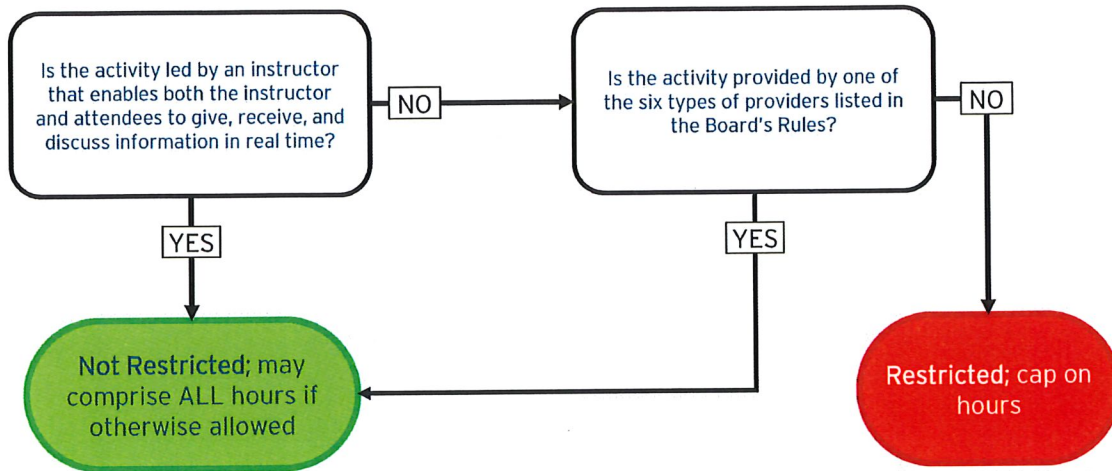 Is the activity led by an instructor
that enables both the instructor
and attendees to give, receive, and
discuss information in real time?
NO
Is the activity provided by one of
the six types of providers listed in
the Board's Rules?
NO
YES
YES
Not Restricted; may
comprise ALL hours if
otherwise allowed
Restricted; cap on
hours